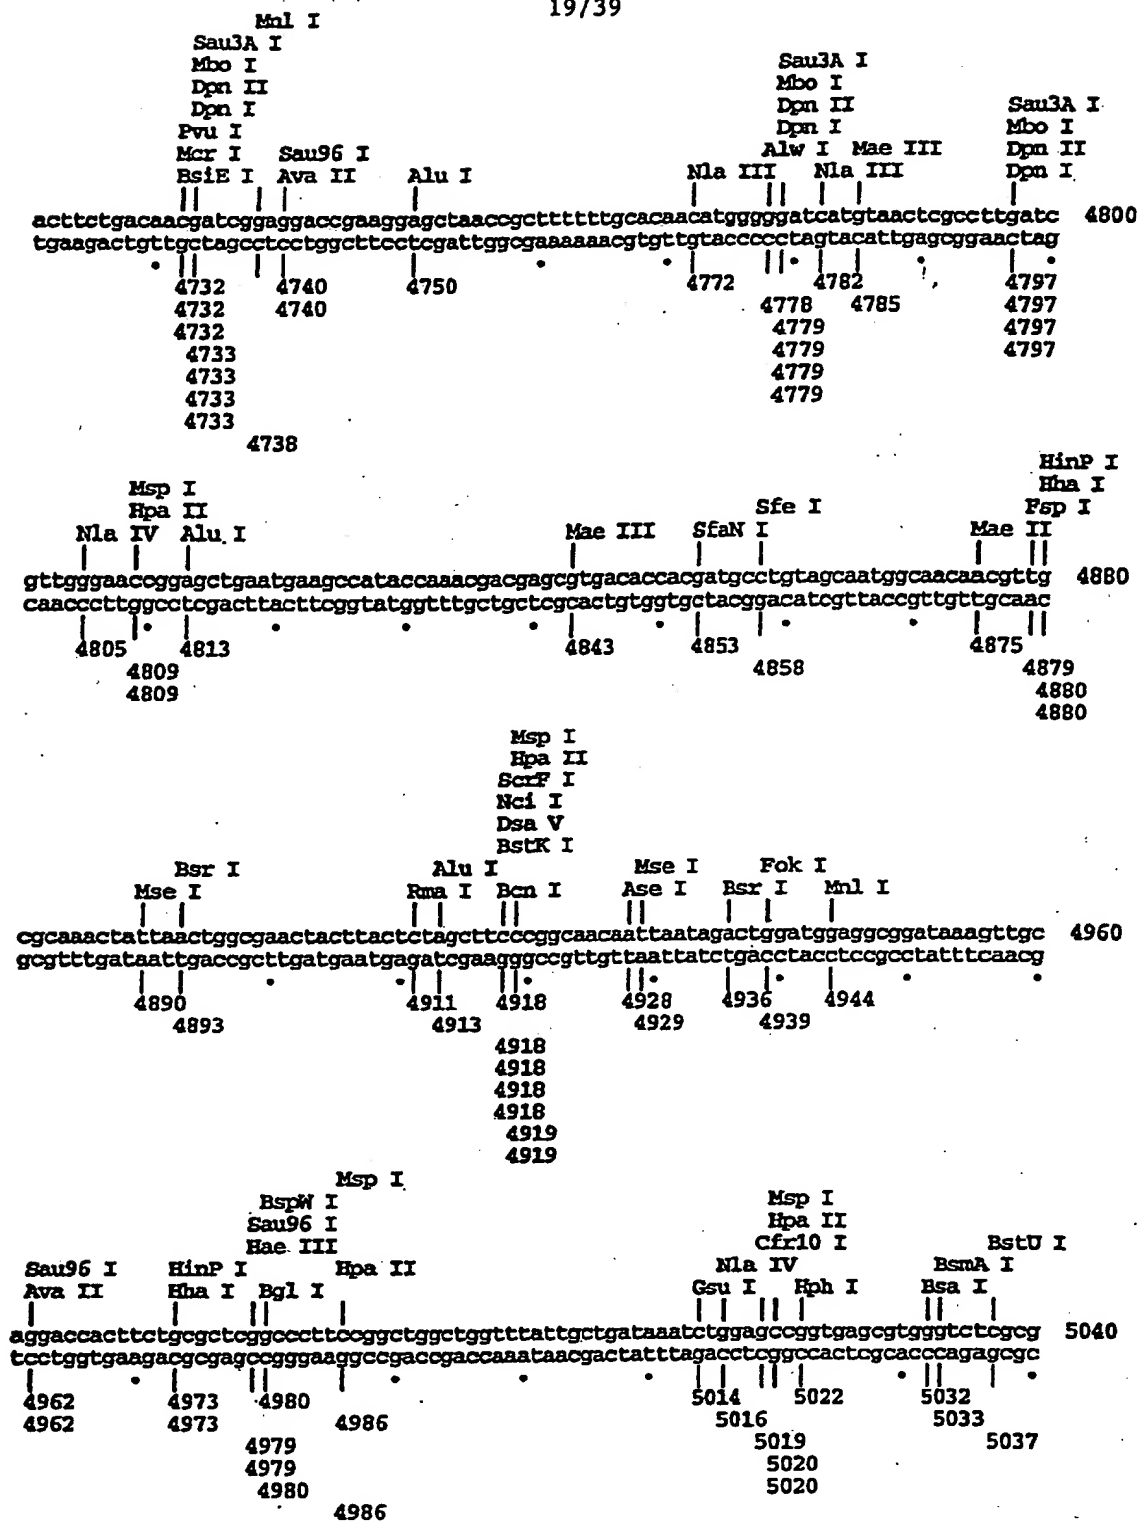 19/39
Mnl I
Sau3A I
Mbo I
Dpn II
Dpn I
Pvu I
Mcr I
BsiE I
Sau96 I
Ava II
Alu I
Nla III
Sau3A I
Mbo I
Dpn II
Dpn I
Alw I
Mae III
Nla III
Sau3A I
Mbo I
Dpn II
Dpn I
acttctgacaacgatcggaggaccgaaggagctaaccgcttttttgcacaacatgggggatcatgtaactcgccttgatc 4800
tgaagactgttgctagcctcctggcttcctcgattggcgaaaaaacgtgttgtaccccctagtacattgagcggaactag
4732 4740 4750 4772 4782 4797
4732 4740 4778 4785 4797
4732 4779 4797
4733 4779 4797
4733 4779
4733 4779
4733
4738
HinP I
Msp I Hha I
Hpa II Sfe I Fsp I
Nla IV Alu I Mae III SfaN I Mae II
gttgggaaccggagctgaatgaagccataccaaacgacgagcgtgacaccacgatgcctgtagcaatggcaacaacgttg 4880
caacccttggcctcgacttacttcggtatggtttgctgctcgcactgtggtgctacggacatcgttaccgttgttgcaac
4805 4813 4843 4853 4875
4809 4858 4879
4809 4880
4880
Msp I
Hpa II
ScrF I
Nci I
Dsa V
BstK I
Bsr I Alu I Mse I Fok I
Mse I Rma I Bcn I Ase I Bsr I Mnl I
cgcaaactattaactggcgaactacttactctagcttcccggcaacaattaatagactggatggaggcggataaagttgc 4960
gcgtttgataattgaccgcttgatgaatgagatcgaagggccgttgttaattatctgacctacctccgcctatttcaacg
4890 4911 4918 4928 4936 4944
4893 4913 4929 4939
4918
4918
4918
4918
4919
4919
Msp I
BspW I Msp I
Sau96 I Hpa II
Hae III Cfr10 I BstU I
Sau96 I HinP I Hpa II Nla IV BsmA I
Ava II Hha I Bgl I Gsu I Hph I Bsa I
aggaccacttctgcgctcggcccttccggctggctggtttattgctgataaatctggagccggtgagcgtgggtctcgcg 5040
tcctggtgaagacgcgagccgggaaggccgaccgaccaaataacgactatttagacctcggccactcgcacccagagcgc
4962 4973 4980 5014 5022 5032
4962 4973 4986 5016 5033
4979 5019 5037
4979 5020
4980 5020
4986